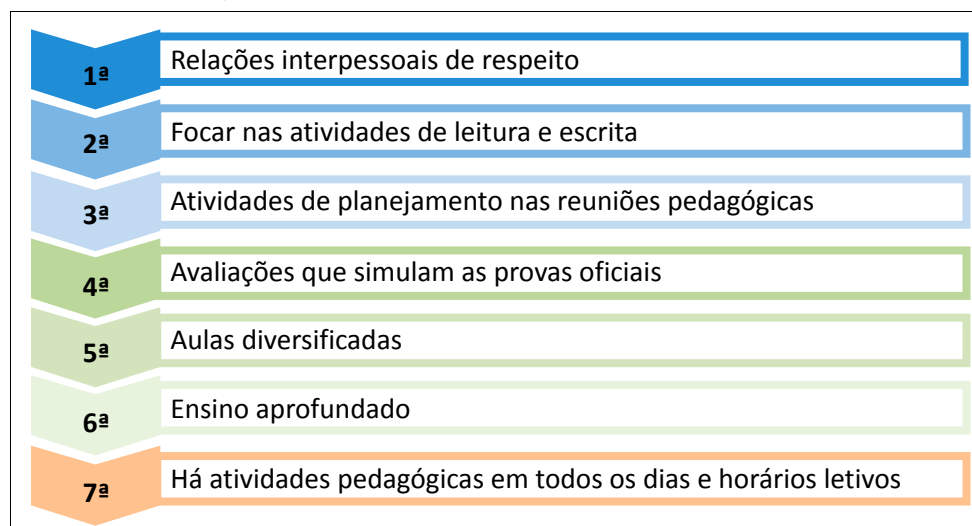 1ª Relações interpessoais de respeito
2ª Focar nas atividades de leitura e escrita
3ª Atividades de planejamento nas reuniões pedagógicas
4ª Avaliações que simulam as provas oficiais
5ª Aulas diversificadas
6ª Ensino aprofundado
7ª Há atividades pedagógicas em todos os dias e horários letivos